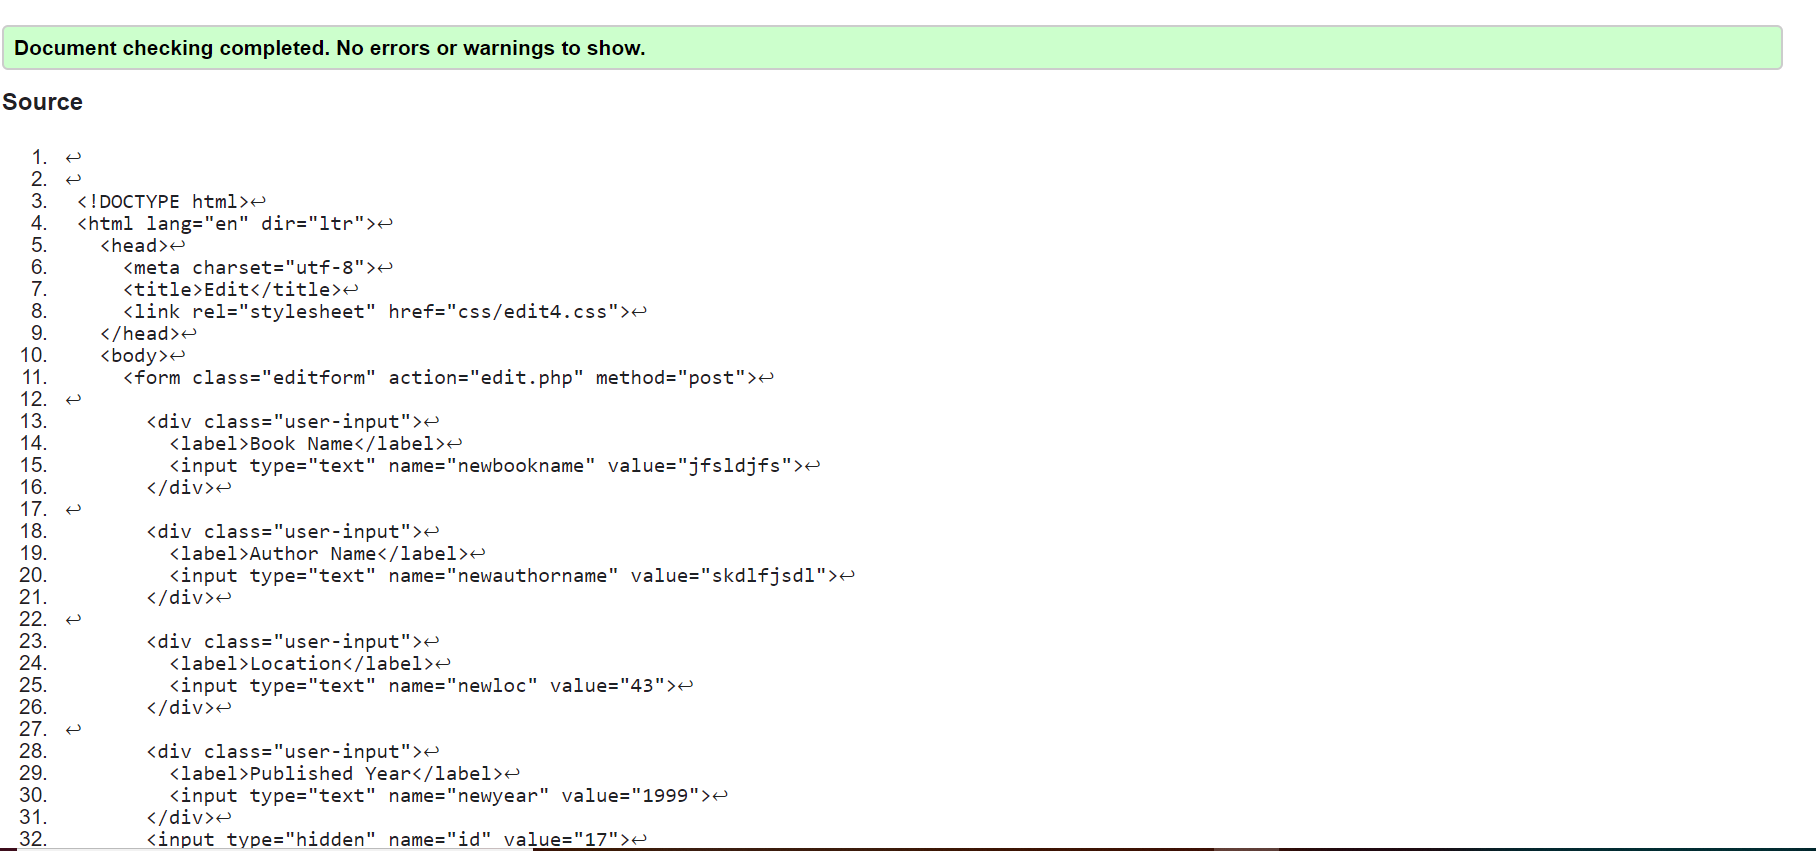 Document checking completed. No errors or warnings to show.
Source
1. ↩
2. ↩
3. <!DOCTYPE html>↩
4. <html lang="en" dir="ltr">↩
5.   <head>↩
6.     <meta charset="utf-8">↩
7.     <title>Edit</title>↩
8.     <link rel="stylesheet" href="css/edit4.css">↩
9.   </head>↩
10.   <body>↩
11.     <form class="editform" action="edit.php" method="post">↩
12. ↩
13.       <div class="user-input">↩
14.         <label>Book Name</label>↩
15.         <input type="text" name="newbookname" value="jfsldjfs">↩
16.       </div>↩
17. ↩
18.       <div class="user-input">↩
19.         <label>Author Name</label>↩
20.         <input type="text" name="newauthorname" value="skdlfjsdl">↩
21.       </div>↩
22. ↩
23.       <div class="user-input">↩
24.         <label>Location</label>↩
25.         <input type="text" name="newloc" value="43">↩
26.       </div>↩
27. ↩
28.       <div class="user-input">↩
29.         <label>Published Year</label>↩
30.         <input type="text" name="newyear" value="1999">↩
31.       </div>↩
32.       <input type="hidden" name="id" value="17">↩